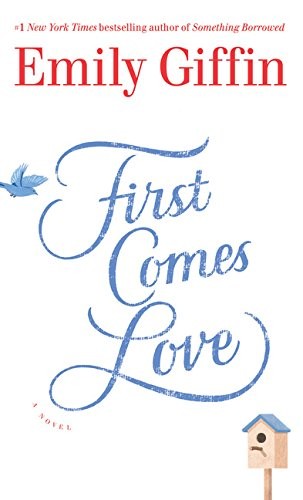 #1 New York Times bestselling author of Something Borrowed
Emily Giffin
First
Comes
Love
A NOVEL